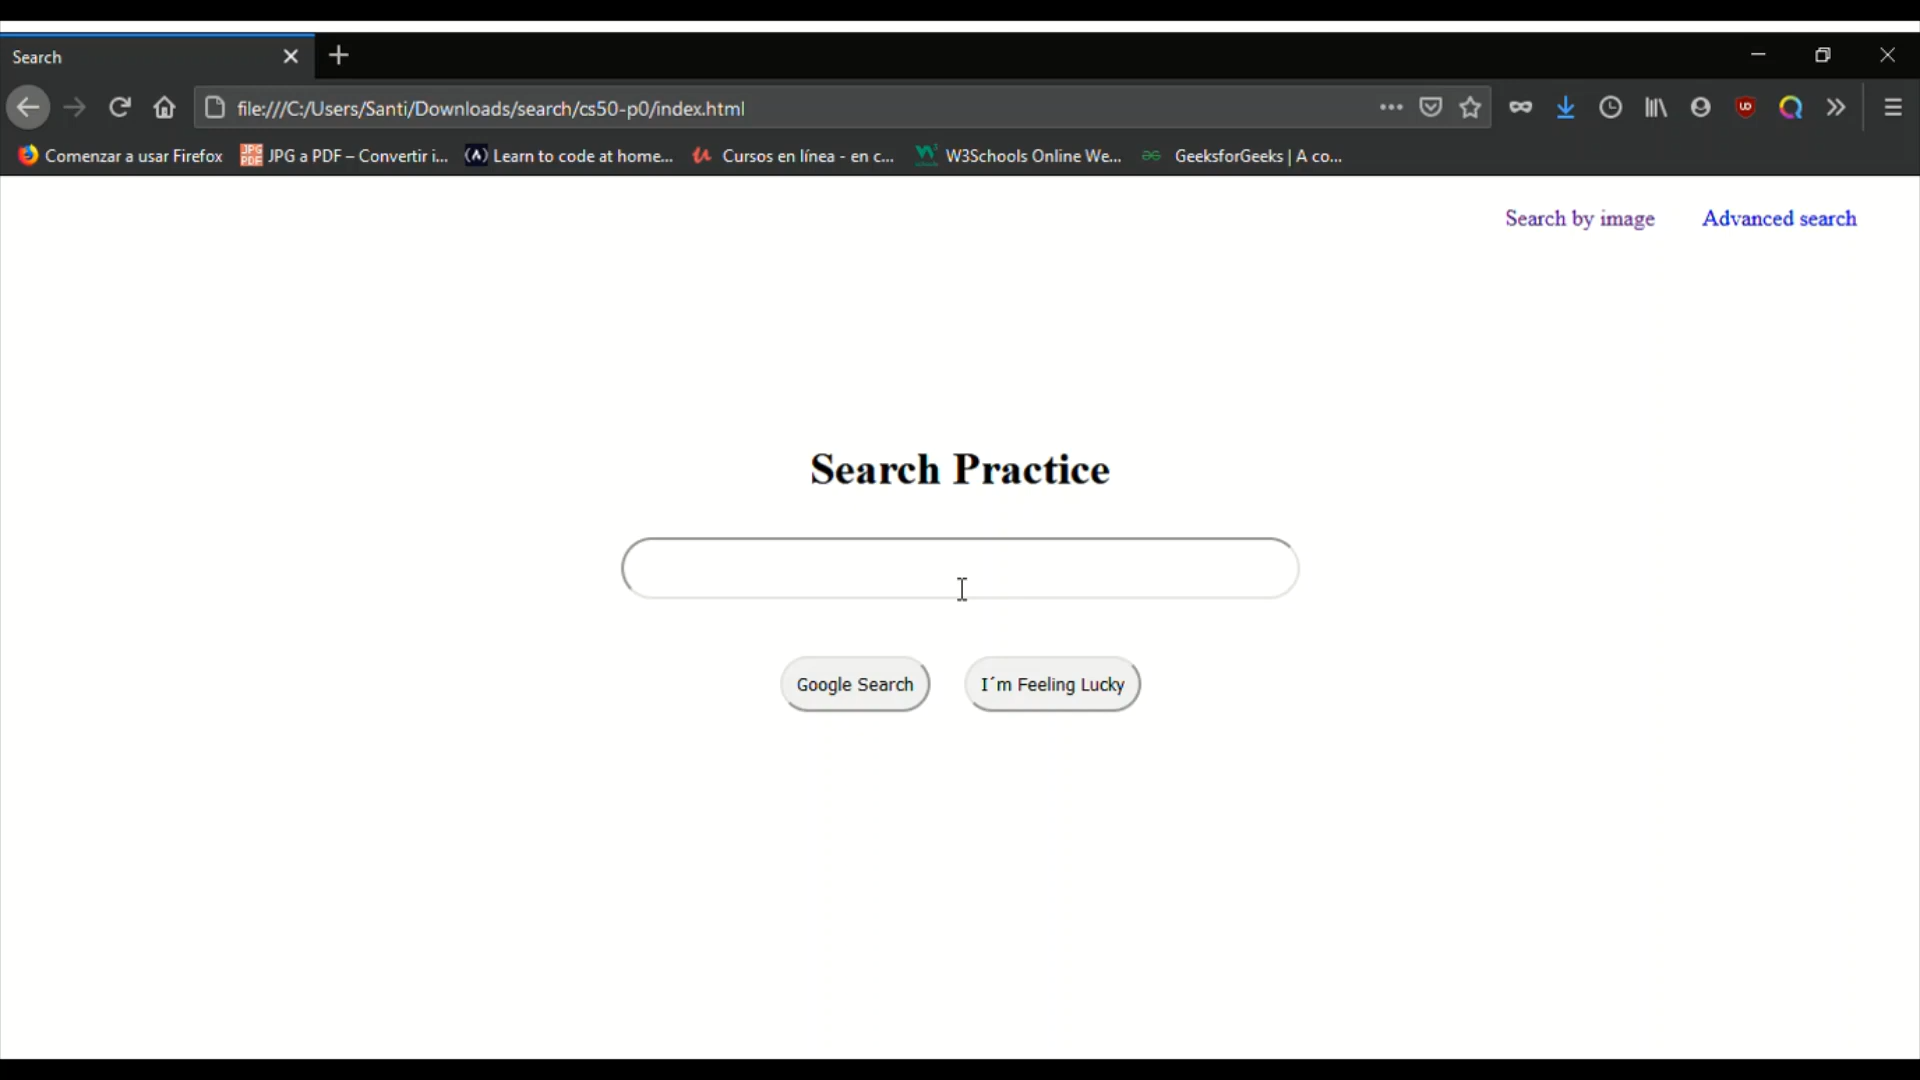 Search
file:///C:/Users/Santi/Downloads/search/cs50-p0/index.html
Comenzar a usar Firefox JPG a PDF – Convertir i... Learn to code at home... Cursos en línea - en c... W3Schools Online We... GeeksforGeeks | A co...
Search by image Advanced search
Search Practice
Google Search I´m Feeling Lucky